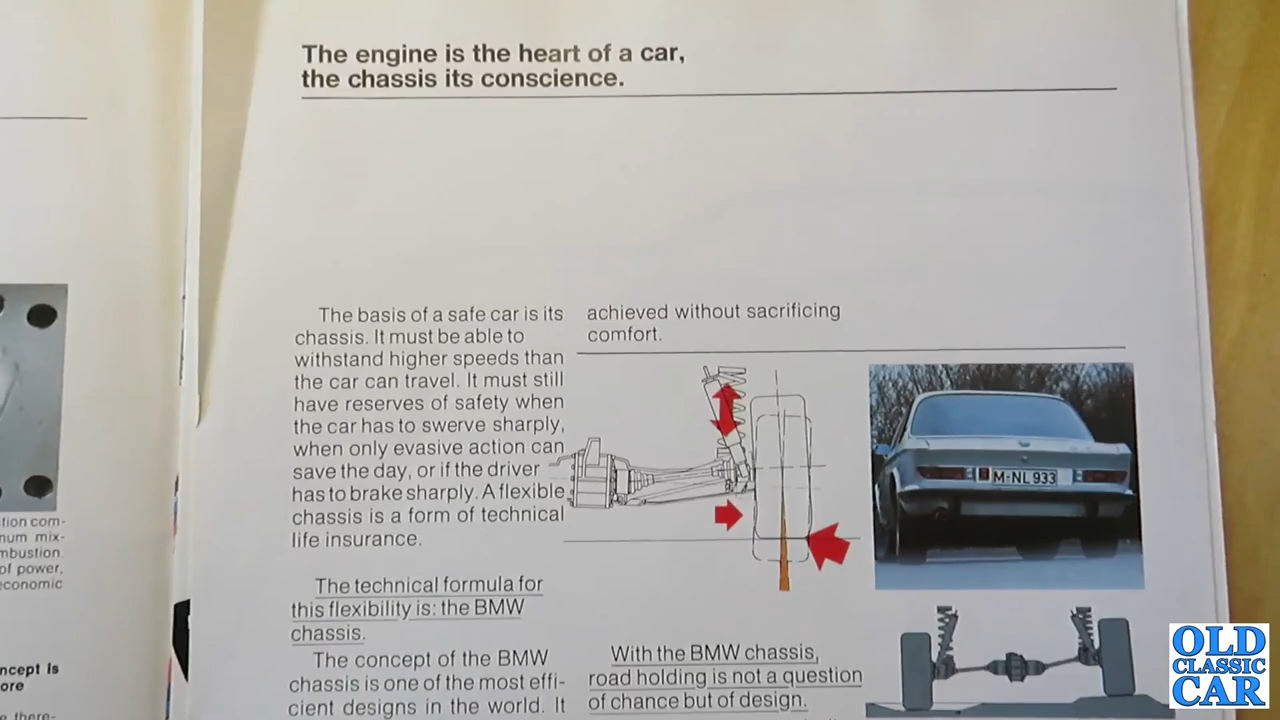 The engine is the heart of a car,
the chassis its conscience.
The basis of a safe car is its
chassis. It must be able to
withstand higher speeds than
the car can travel. It must still
have reserves of safety when
the car has to swerve sharply,
when only evasive action can
save the day, or if the driver
has to brake sharply. A flexible
chassis is a form of technical
life insurance.
The technical formula for
this flexibility is: the BMW
chassis.
The concept of the BMW
chassis is one of the most effi-
cient designs in the world. It
achieved without sacrificing
comfort.
M-NL 933
With the BMW chassis,
road holding is not a question
of chance but of design.
tion com-
num mix-
mbustion.
of power,
economic
ncept is
ore
there-
OLD
CLASSIC
CAR